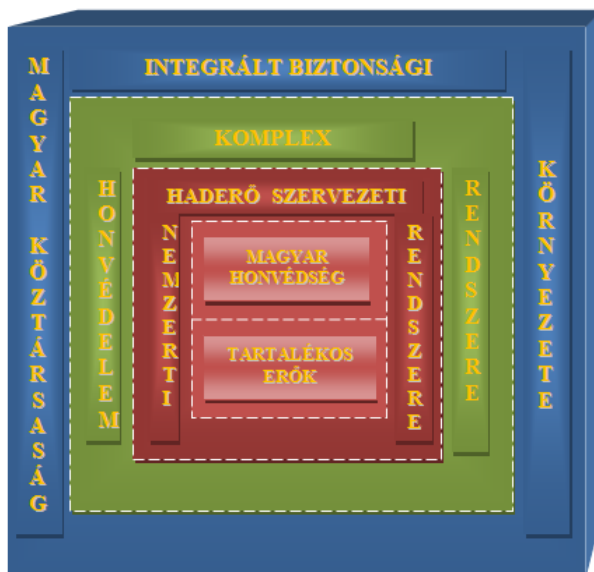 MAGYAR KÖZTÁRSASÁG
INTEGRÁLT BIZTONSÁGI
KÖRNYEZETE
HONVÉDELEM
KOMPLEX
RENDSZERE
NEMZERTI
HADERŐ SZERVEZETI
RENDSZERE
MAGYAR
HONVÉDSÉG
TARTALÉKOS
ERŐK